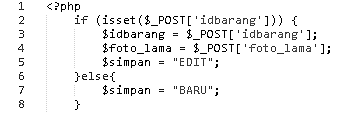 1 <?php
2 if (isset($_POST['idbarang'])) {
3 $idbarang = $_POST['idbarang'];
4 $foto_lama = $_POST['foto_lama'];
5 $simpan = "EDIT";
6 }else{
7 $simpan = "BARU";
8 }